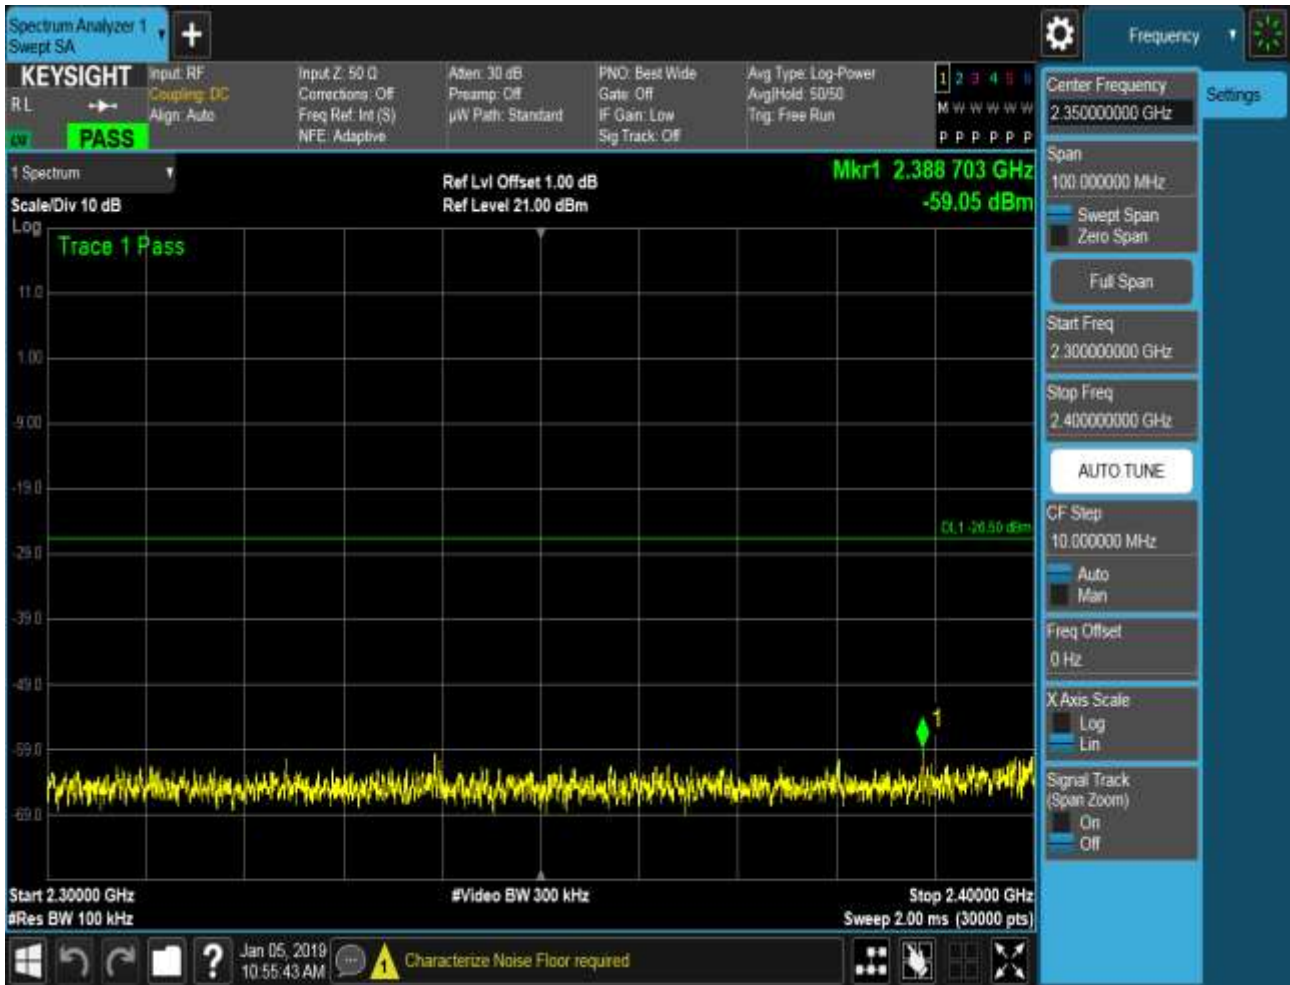 Spectrum Analyzer 1
Swept SA
+
Frequency
KEYSIGHT
R L
PASS
Input: RF
Coupling: DC
Align: Auto
Input Z: 50 Ω
Corrections: Off
Freq Ref: Int (S)
NFE: Adaptive
Atten: 30 dB
Preamp: Off
µW Path: Standard
PNO: Best Wide
Gate: Off
IF Gain: Low
Sig Track: Off
Avg Type: Log-Power
Avg|Hold: 50/50
Trig: Free Run
1 2 3 4 5 6
M W W W W W
P P P P P P
1 Spectrum
Scale/Div 10 dB
Log
Ref Lvl Offset 1.00 dB
Ref Level 21.00 dBm
Mkr1 2.388 703 GHz
-59.05 dBm
Trace 1 Pass
11.0
1.00
-9.00
-19.0
DL1 -26.50 dBm
-29.0
-39.0
-49.0
1
-59.0
-69.0
Start 2.30000 GHz
#Res BW 100 kHz
#Video BW 300 kHz
Stop 2.40000 GHz
Sweep 2.00 ms (30000 pts)
?
Jan 05, 2019
10:55:43 AM
Characterize Noise Floor required
Center Frequency
2.350000000 GHz
Span
100.000000 MHz
Swept Span
Zero Span
Full Span
Start Freq
2.300000000 GHz
Stop Freq
2.400000000 GHz
AUTO TUNE
CF Step
10.000000 MHz
Auto
Man
Freq Offset
0 Hz
X Axis Scale
Log
Lin
Signal Track
(Span Zoom)
On
Off
Settings